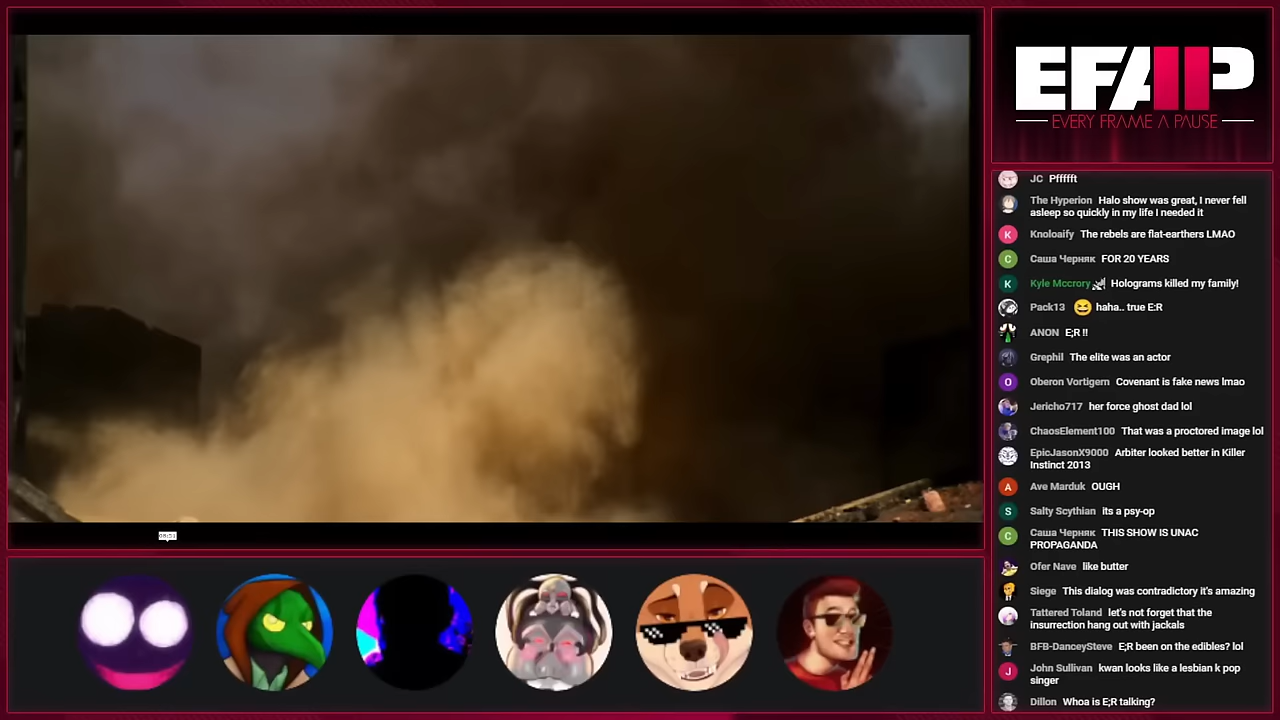 EFAP
EVERY FRAME A PAUSE
JC Pffffft
The Hyperion Halo show was great, I never fell
asleep so quickly in my life I needed it
Knoloaify The rebels are flat-earthers LMAO
Саша Черняк FOR 20 YEARS
K Kyle Mccrory Holograms killed my family!
Pack13 haha.. true E:R
ANON E;R !!
Grephil The elite was an actor
O Oberon Vortigern Covenant is fake news lmao
Jericho717 her force ghost dad lol
ChaosElement100 That was a proctored image lol
EpicJasonX9000 Arbiter looked better in Killer
Instinct 2013
A Ave Marduk OUGH
S Salty Scythian its a psy-op
C Саша Черняк THIS SHOW IS UNAC
PROPAGANDA
Ofer Nave like butter
Siege This dialog was contradictory it's amazing
Tattered Toland let's not forget that the
insurrection hang out with jackals
BFB-DanceySteve E;R been on the edibles? lol
J John Sullivan kwan looks like a lesbian k pop
singer
Dillon Whoa is E;R talking?